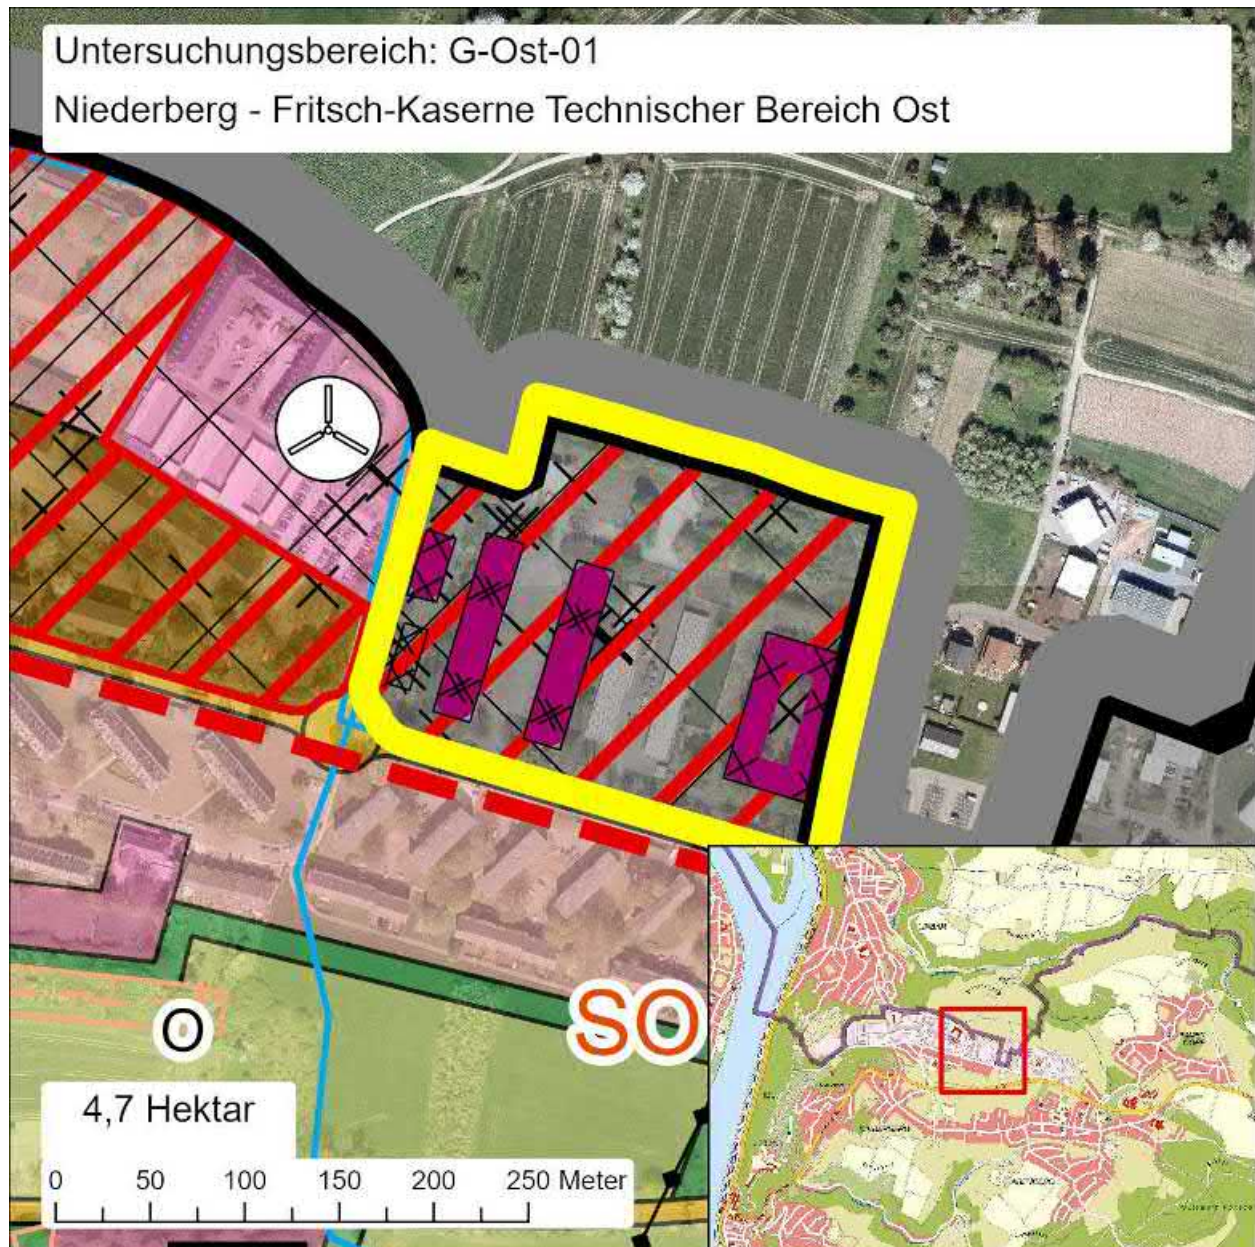 Untersuchungsbereich: G-Ost-01
Niederberg - Fritsch-Kaserne Technischer Bereich Ost
O
SO
4,7 Hektar
0 50 100 150 200 250 Meter